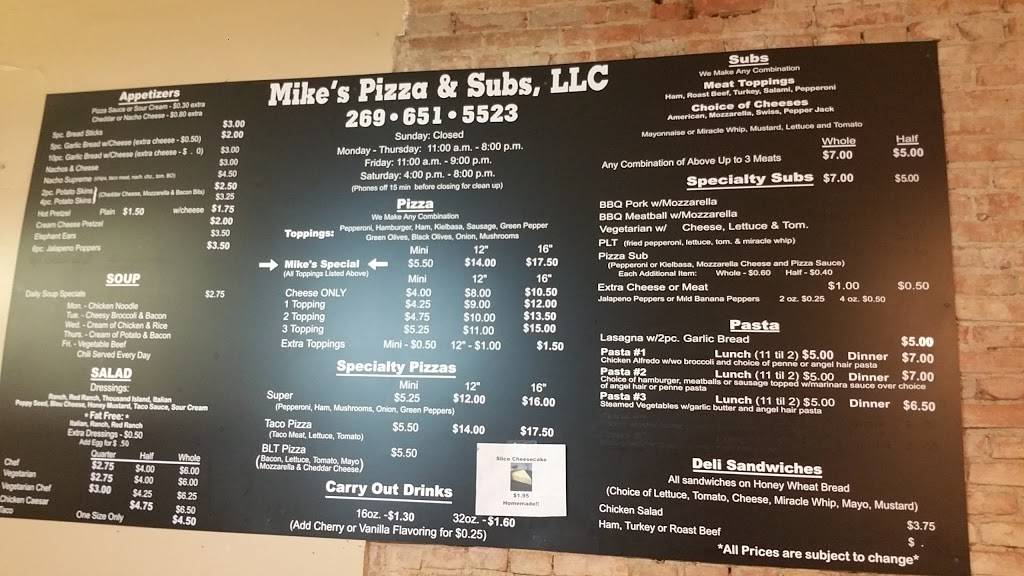 Mike's Pizza & Subs, LLC
269•651•5523
Sunday: Closed
Monday - Thursday: 11:00 a.m. - 8:00 p.m.
Friday: 11:00 a.m. - 9:00 p.m.
Saturday: 4:00 p.m. - 8:00 p.m.
(Phones off 15 min before closing for clean up)
Appetizers
Pizza Sauce or Sour Cream - $0.30 extra
Cheddar or Nacho Cheese - $0.80 extra
5pc. Bread Sticks $3.00
5pc. Garlic Bread w/Cheese (extra cheese - $0.50) $2.00
10pc. Garlic Bread w/Cheese (extra cheese - $ . 0) $3.00
Nachos & Cheese $3.00
Nacho Supreme $4.50
2pc. Potato Skins $2.50
4pc. Potato Skins (Cheddar Cheese, Mozzarella & Bacon Bits) $3.25
Hot Pretzel Plain $1.50 w/cheese $1.75
Cream Cheese Pretzel $2.00
Elephant Ears $3.50
6pc. Jalapeno Poppers $3.50
SOUP
Daily Soup Specials $2.75
Mon. - Chicken Noodle
Tue. - Cheesy Broccoli & Bacon
Wed. - Cream of Chicken & Rice
Thurs. - Cream of Potato & Bacon
Fri. - Vegetable Beef
Chili Served Every Day
SALAD
Dressings:
Ranch, Red Ranch, Thousand Island, Italian
Poppy Seed, Bleu Cheese, Honey Mustard, Taco Sauce, Sour Cream
• Fat Free: •
Italian, Ranch, Red Ranch
Extra Dressings - $0.50
Add Egg for $ .50
Quarter Half Whole
Chef $2.75 $4.00 $6.00
Vegetarian $2.75 $4.00 $6.00
Vegetarian Chef $3.00 $4.25 $6.25
Chicken Caesar $4.75 $6.50
Taco One Size Only $4.50
Pizza
We Make Any Combination
Toppings: Pepperoni, Hamburger, Ham, Kielbasa, Sausage, Green Pepper
Green Olives, Black Olives, Onion, Mushrooms
Mini 12" 16"
Mike's Special $5.50 $14.00 $17.50
(All Toppings Listed Above)
Mini 12" 16"
Cheese ONLY $4.00 $8.00 $10.50
1 Topping $4.25 $9.00 $12.00
2 Topping $4.75 $10.00 $13.50
3 Topping $5.25 $11.00 $15.00
Extra Toppings Mini - $0.50 12" - $1.00 $1.50
Specialty Pizzas
Mini 12" 16"
Super $5.25 $12.00 $16.00
(Pepperoni, Ham, Mushrooms, Onion, Green Peppers)
Taco Pizza $5.50 $14.00 $17.50
(Taco Meat, Lettuce, Tomato)
BLT Pizza $5.50
(Bacon, Lettuce, Tomato, Mayo
Mozzarella & Cheddar Cheese)
Slice Cheesecake
$1.95
Homemade!!
Carry Out Drinks
16oz. -$1.30 32oz. -$1.60
(Add Cherry or Vanilla Flavoring for $0.25)
Subs
We Make Any Combination
Meat Toppings
Ham, Roast Beef, Turkey, Salami, Pepperoni
Choice of Cheeses
American, Mozzarella, Swiss, Pepper Jack
Mayonnaise or Miracle Whip, Mustard, Lettuce and Tomato
Whole Half
Any Combination of Above Up to 3 Meats $7.00 $5.00
Specialty Subs $7.00 $5.00
BBQ Pork w/Mozzarella
BBQ Meatball w/Mozzarella
Vegetarian w/ Cheese, Lettuce & Tom.
PLT (fried pepperoni, lettuce, tom. & miracle whip)
Pizza Sub
(Pepperoni or Kielbasa, Mozzarella Cheese and Pizza Sauce)
Each Additional Item: Whole - $0.60 Half - $0.40
Extra Cheese or Meat $1.00 $0.50
Jalapeno Peppers or Mild Banana Peppers 2 oz. $0.25 4 oz. $0.50
Pasta
Lasagna w/2pc. Garlic Bread $5.00
Pasta #1 Lunch (11 til 2) $5.00 Dinner $7.00
Chicken Alfredo w/wo broccoli and choice of penne or angel hair pasta
Pasta #2 Lunch (11 til 2) $5.00 Dinner $7.00
Choice of hamburger, meatballs or sausage topped w/marinara sauce over choice
of angel hair or penne pasta
Pasta #3 Lunch (11 til 2) $5.00 Dinner $6.50
Steamed Vegetables w/garlic butter and angel hair pasta
Deli Sandwiches
All sandwiches on Honey Wheat Bread
(Choice of Lettuce, Tomato, Cheese, Miracle Whip, Mayo, Mustard)
Chicken Salad $3.75
Ham, Turkey or Roast Beef $ .
*All Prices are subject to change*